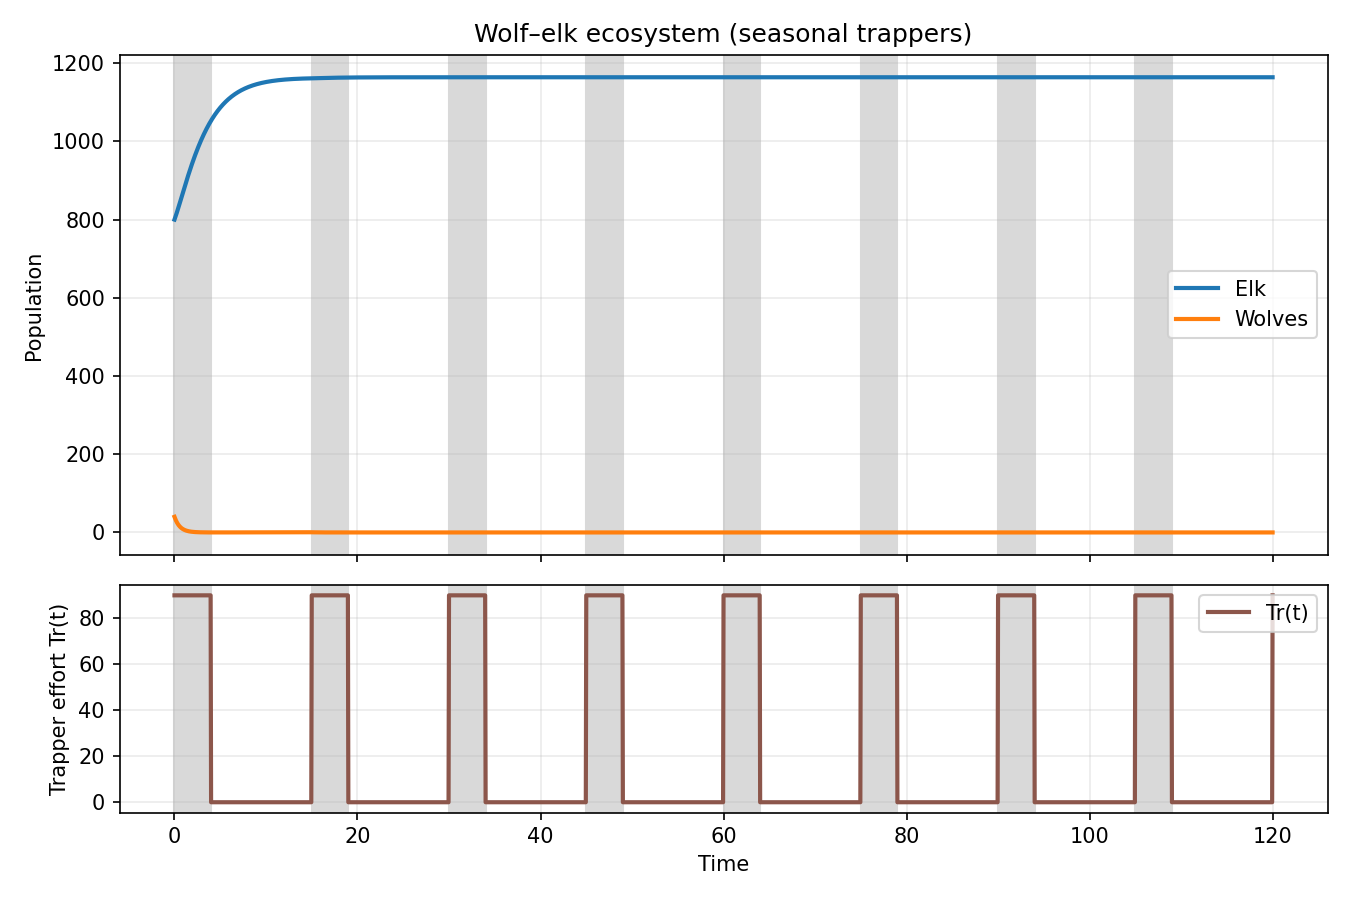 Wolf–elk ecosystem (seasonal trappers)
1200
1000
800
600
400
200
0
Population
Elk
Wolves
80
60
40
20
0
Trapper effort Tr(t)
Tr(t)
0 20 40 60 80 100 120
Time